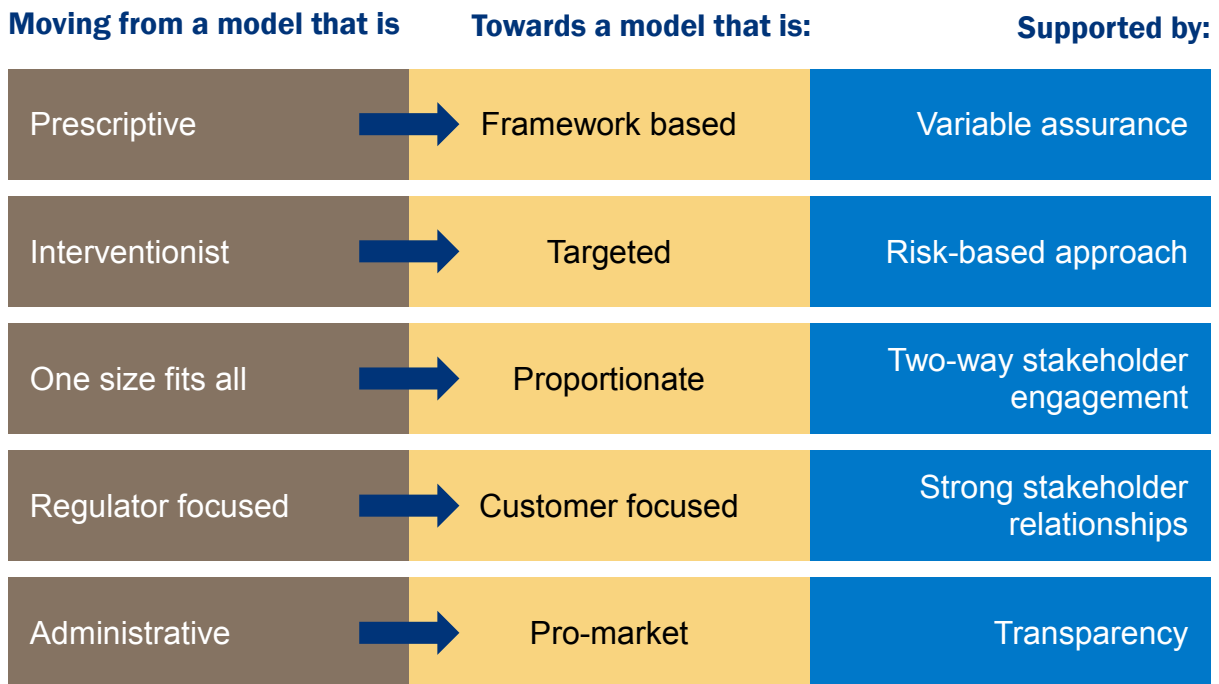 Moving from a model that is
Towards a model that is:
Supported by:
Prescriptive
Framework based
Variable assurance
Interventionist
Targeted
Risk-based approach
One size fits all
Proportionate
Two-way stakeholder
engagement
Regulator focused
Customer focused
Strong stakeholder
relationships
Administrative
Pro-market
Transparency